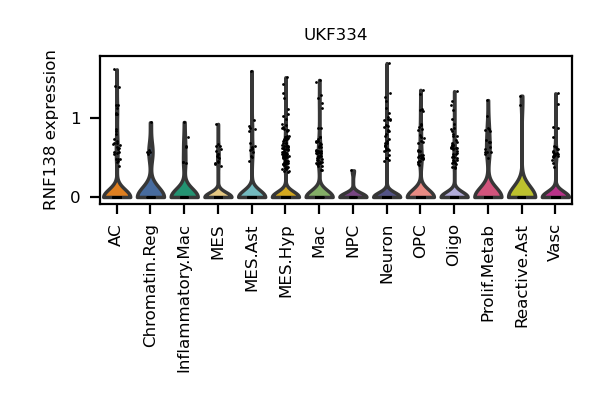 UKF334
RNF138 expression
1
0
AC
Chromatin.Reg
Inflammatory.Mac
MES
MES.Ast
MES.Hyp
Mac
NPC
Neuron
OPC
Oligo
Prolif.Metab
Reactive.Ast
Vasc